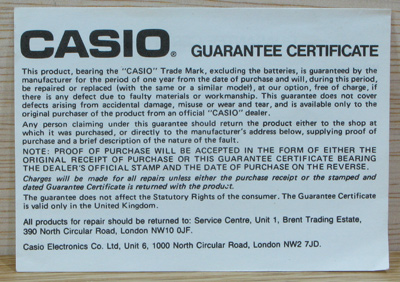 CASIO® GUARANTEE CERTIFICATE
This product, bearing the "CASIO" Trade Mark, excluding the batteries, is guaranteed by the
manufacturer for the period of one year from the date of purchase and will, during this period,
be repaired or replaced (with the same or a similar model), at our option, free of charge, if
there is any defect due to faulty materials or workmanship. This guarantee does not cover
defects arising from accidental damage, misuse or wear and tear, and is available only to the
original purchaser of the product from an official "CASIO" dealer.
Any person claiming under this guarantee should return the product either to the shop at
which it was purchased, or directly to the manufacturer's address below, supplying proof of
purchase and a brief description of the nature of the fault.
NOTE: PROOF OF PURCHASE WILL BE ACCEPTED IN THE FORM OF EITHER THE
ORIGINAL RECEIPT OF PURCHASE OR THIS GUARANTEE CERTIFICATE BEARING
THE DEALER'S OFFICIAL STAMP AND THE DATE OF PURCHASE ON THE REVERSE.
Charges will be made for all repairs unless either the purchase receipt or the stamped and
dated Guarantee Certificate is returned with the product.
The guarantee does not affect the Statutory Rights of the consumer. The Guarantee Certificate
is valid only in the United Kingdom.
All products for repair should be returned to: Service Centre, Unit 1, Brent Trading Estate,
390 North Circular Road, London NW10 0JF.
Casio Electronics Co. Ltd, Unit 6, 1000 North Circular Road, London NW2 7JD.